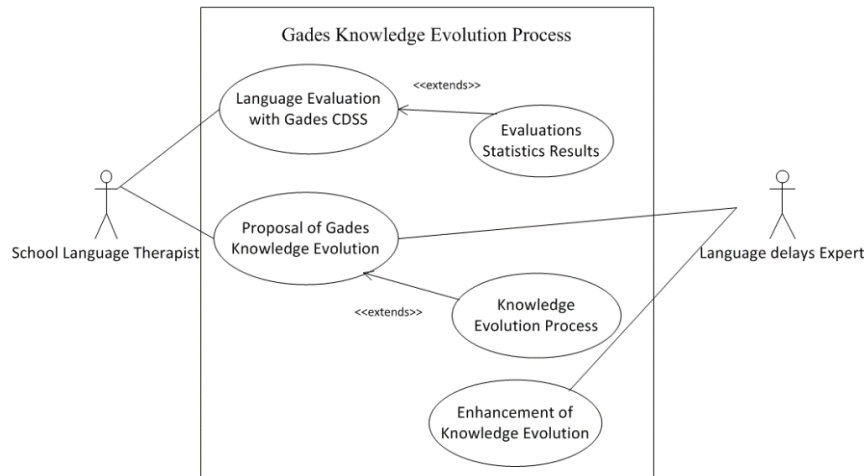 Gades Knowledge Evolution Process
Language Evaluation
with Gades CDSS
<<extends>>
Evaluations
Statistics Results
School Language Therapist
Proposal of Gades
Knowledge Evolution
Language delays Expert
<<extends>>
Knowledge
Evolution Process
Enhancement of
Knowledge Evolution